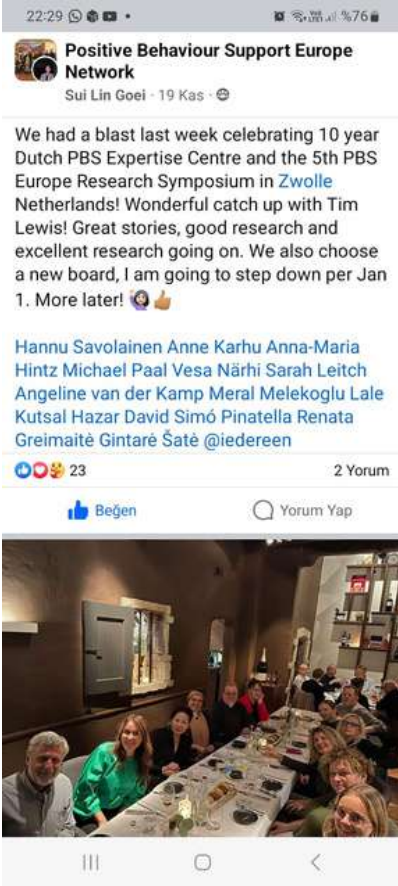 22:29
%76
Positive Behaviour Support Europe
Network
Sui Lin Goei · 19 Kas ·
We had a blast last week celebrating 10 year
Dutch PBS Expertise Centre and the 5th PBS
Europe Research Symposium in Zwolle
Netherlands! Wonderful catch up with Tim
Lewis! Great stories, good research and
excellent research going on. We also choose
a new board, I am going to step down per Jan
1. More later! 🙋🏻‍♀️👍🏽
Hannu Savolainen Anne Karhu Anna-Maria
Hintz Michael Paal Vesa Närhi Sarah Leitch
Angeline van der Kamp Meral Melekoglu Lale
Kutsal Hazar David Simó Pinatella Renata
Greimaitė Gintarė Šatė @iedereen
23
2 Yorum
Beğen
Yorum Yap